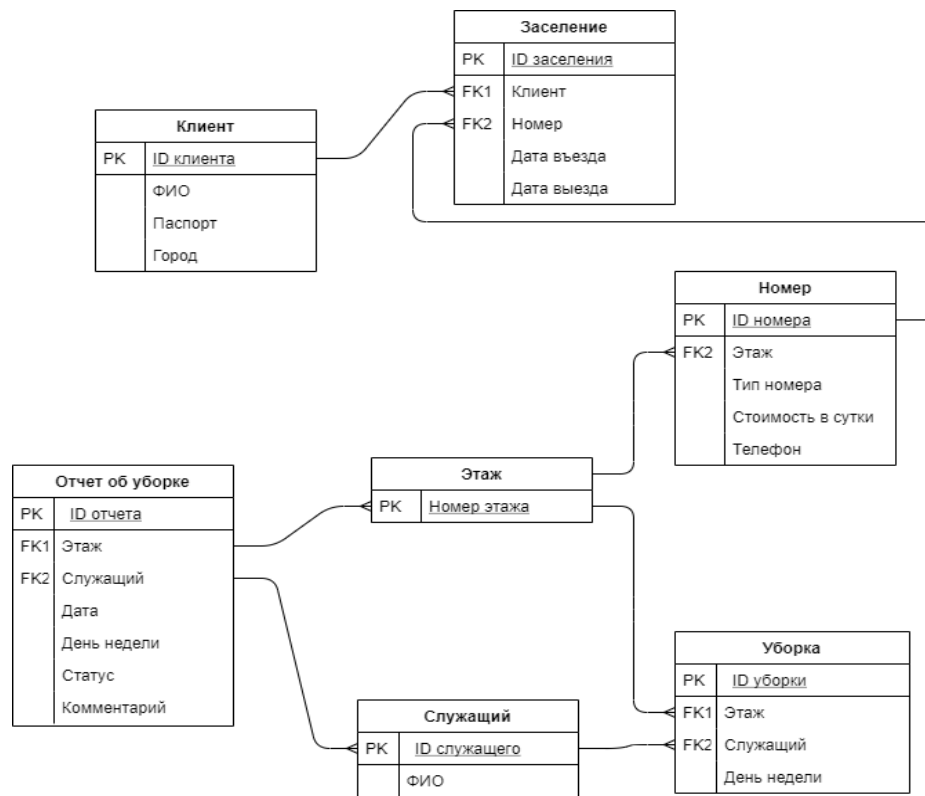 Заселение
PK ID заселения
FK1 Клиент
FK2 Номер
Дата въезда
Дата выезда
Клиент
PK ID клиента
ФИО
Паспорт
Город
Номер
PK ID номера
FK2 Этаж
Тип номера
Стоимость в сутки
Телефон
Этаж
PK Номер этажа
Отчет об уборке
PK ID отчета
FK1 Этаж
FK2 Служащий
Дата
День недели
Статус
Комментарий
Служащий
PK ID служащего
ФИО
Уборка
PK ID уборки
FK1 Этаж
FK2 Служащий
День недели